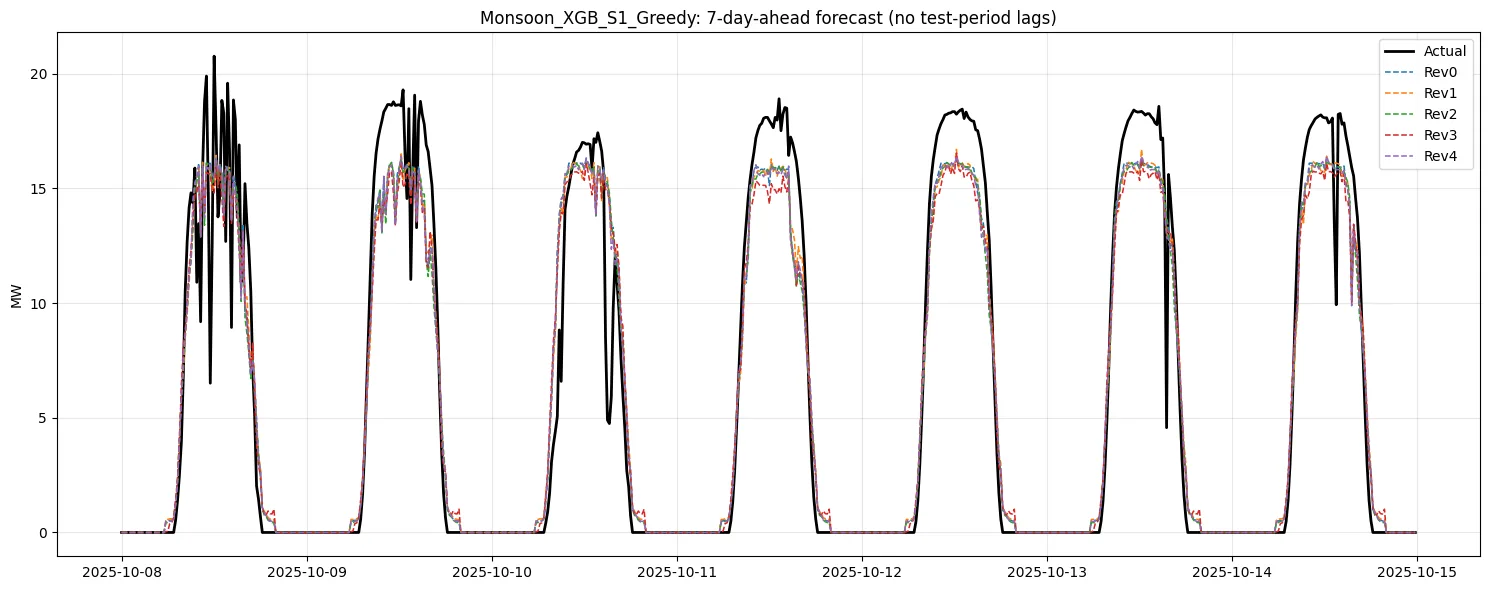 Monsoon_XGB_S1_Greedy: 7-day-ahead forecast (no test-period lags)
Actual
Rev0
Rev1
Rev2
Rev3
Rev4
MW
20
15
10
5
0
2025-10-08
2025-10-09
2025-10-10
2025-10-11
2025-10-12
2025-10-13
2025-10-14
2025-10-15